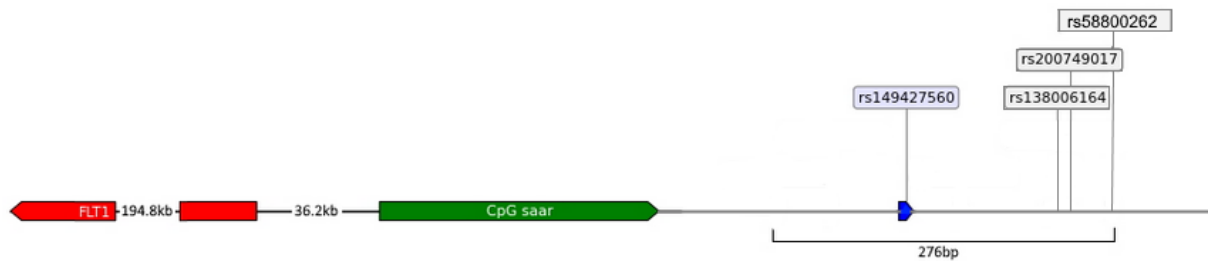 rs58800262
rs200749017
rs149427560 rs138006164
FLT1 194.8kb 36.2kb CpG saar
276bp